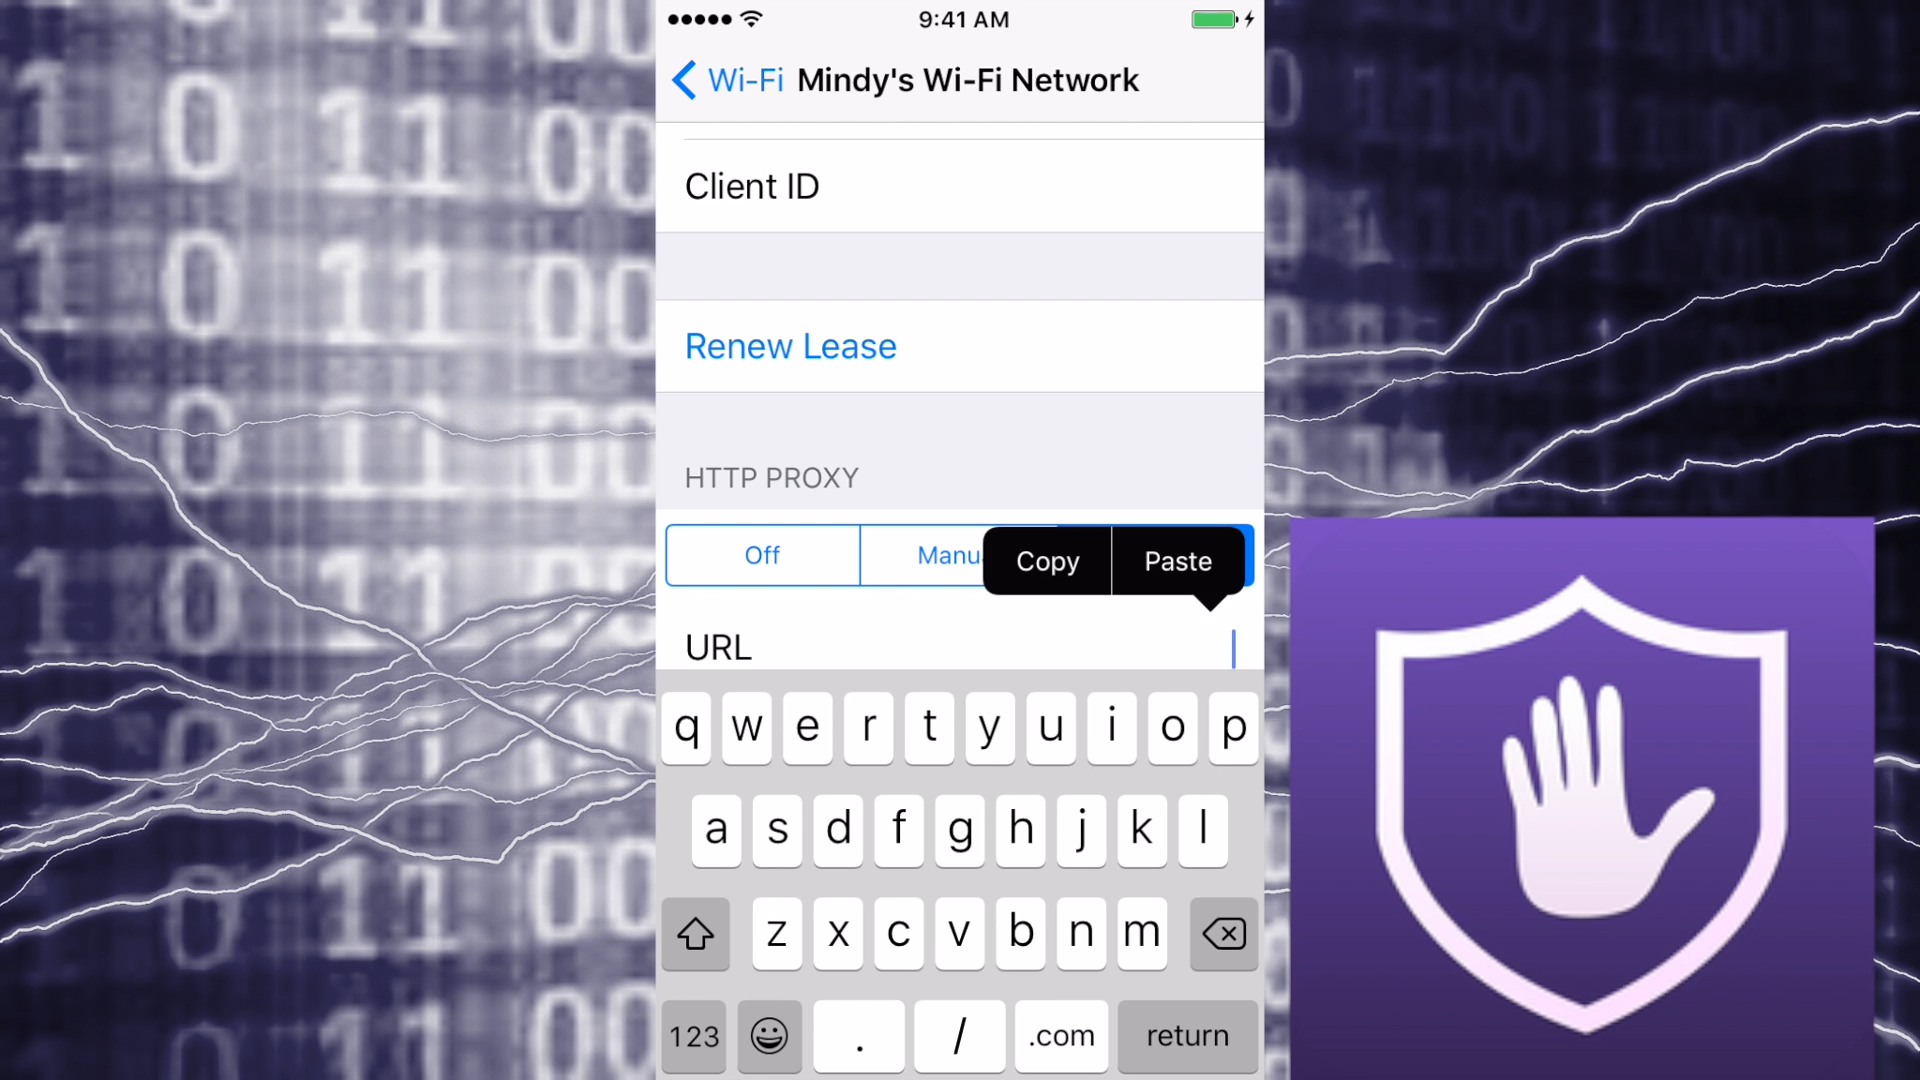 9:41 AM
Wi-Fi Mindy's Wi-Fi Network
Client ID
Renew Lease
HTTP PROXY
Off
Copy Paste
URL
q w e r t y u i o p
a s d f g h j k l
z x c v b n m
123 . / .com return